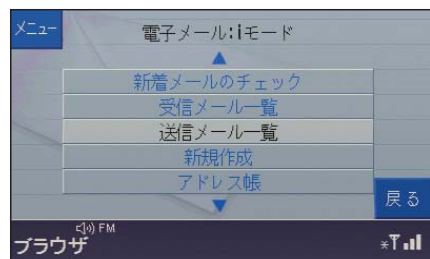 メニュー
電子メール:iモード
新着メールのチェック
受信メール一覧
送信メール一覧
新規作成
アドレス帳
戻る
FM
ブラウザ